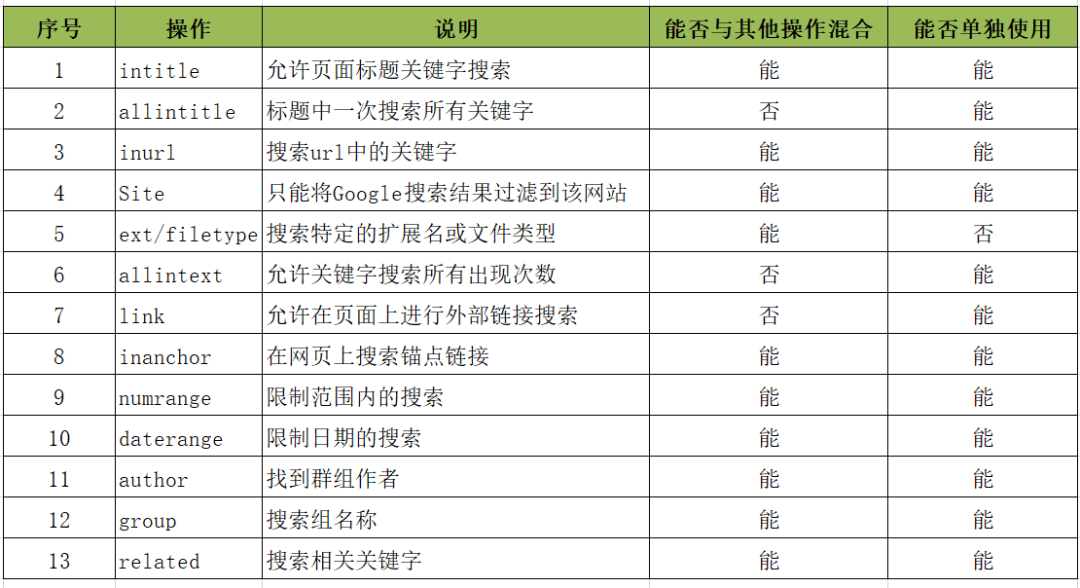 序号 操作 说明 能否与其他操作混合 能否单独使用
1 intitle 允许页面标题关键字搜索 能 能
2 allintitle 标题中一次搜索所有关键字 否 能
3 inurl 搜索url中的关键字 能 能
4 Site 只能将Google搜索结果过滤到该网站 能 能
5 ext/filetype 搜索特定的扩展名或文件类型 能 否
6 allintext 允许关键字搜索所有出现次数 否 能
7 link 允许在页面上进行外部链接搜索 否 能
8 inanchor 在网页上搜索锚点链接 能 能
9 numrange 限制范围内的搜索 能 能
10 daterange 限制日期的搜索 能 能
11 author 找到群组作者 能 能
12 group 搜索组名称 能 能
13 related 搜索相关关键字 能 能